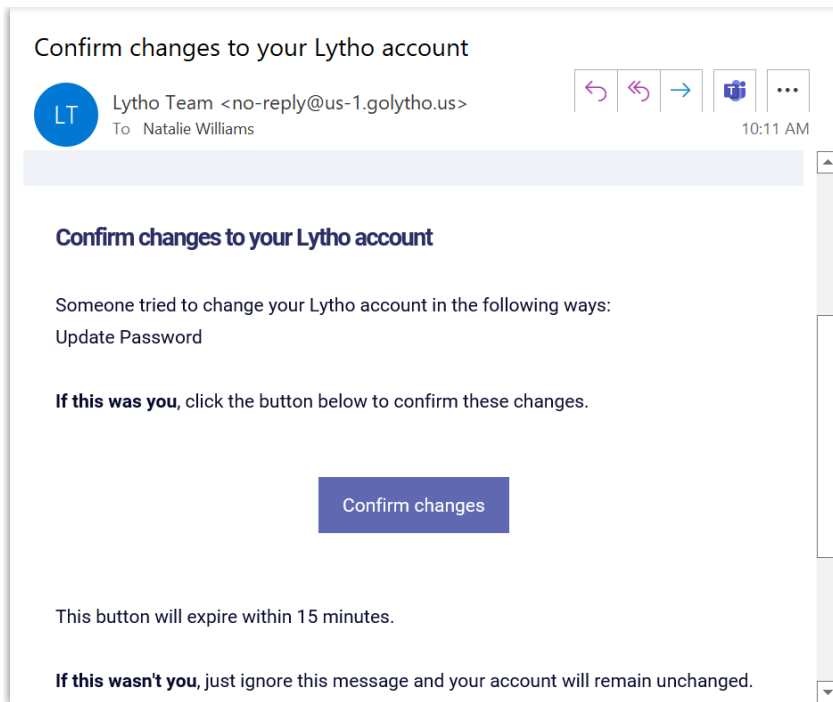 Confirm changes to your Lytho account
LT
Lytho Team <no-reply@us-1.golytho.us>
To Natalie Williams
10:11 AM
Confirm changes to your Lytho account
Someone tried to change your Lytho account in the following ways:
Update Password
If this was you, click the button below to confirm these changes.
Confirm changes
This button will expire within 15 minutes.
If this wasn't you, just ignore this message and your account will remain unchanged.